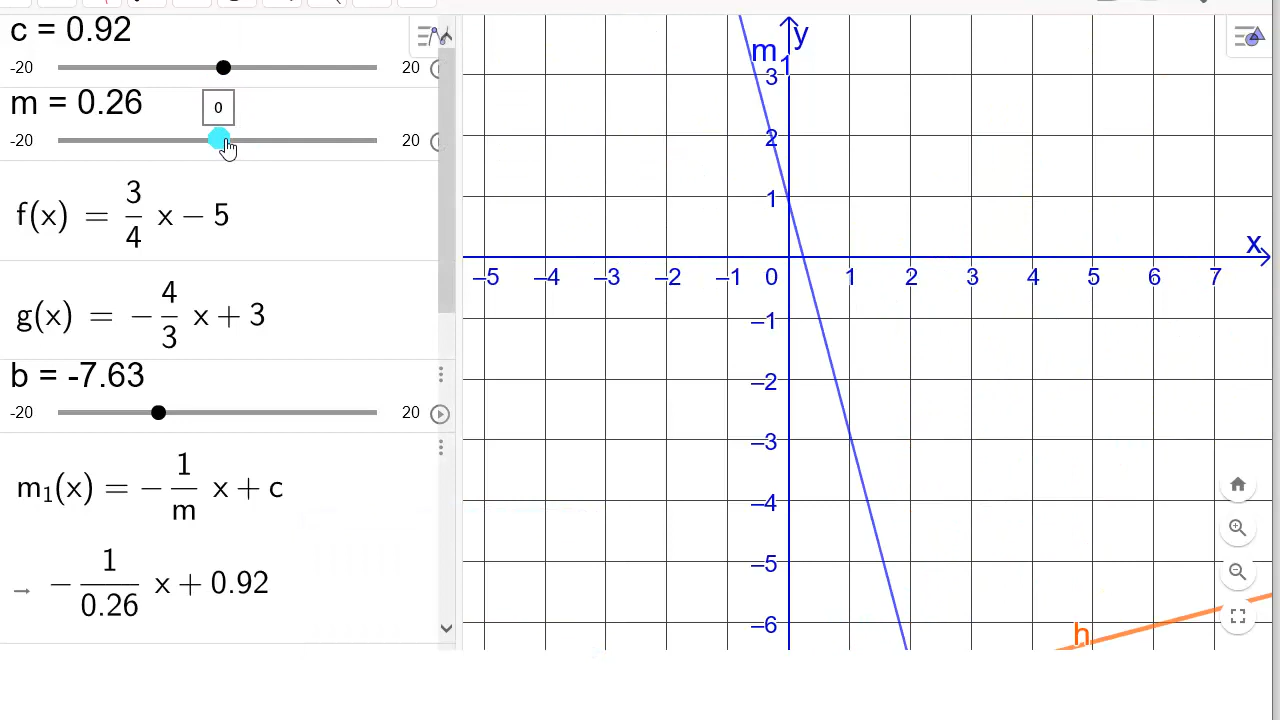 c = 0.92
-20 20
m = 0.26
0
-20 20
f(x) = 3/4 x − 5
g(x) = − 4/3 x + 3
b = -7.63
-20 20
m₁(x) = − 1/m x + c
→ − 1/0.26 x + 0.92
y
m₁
3
2
1
x
–5 –4 –3 –2 –1 0 1 2 3 4 5 6 7
–1
–2
–3
–4
–5
–6
h